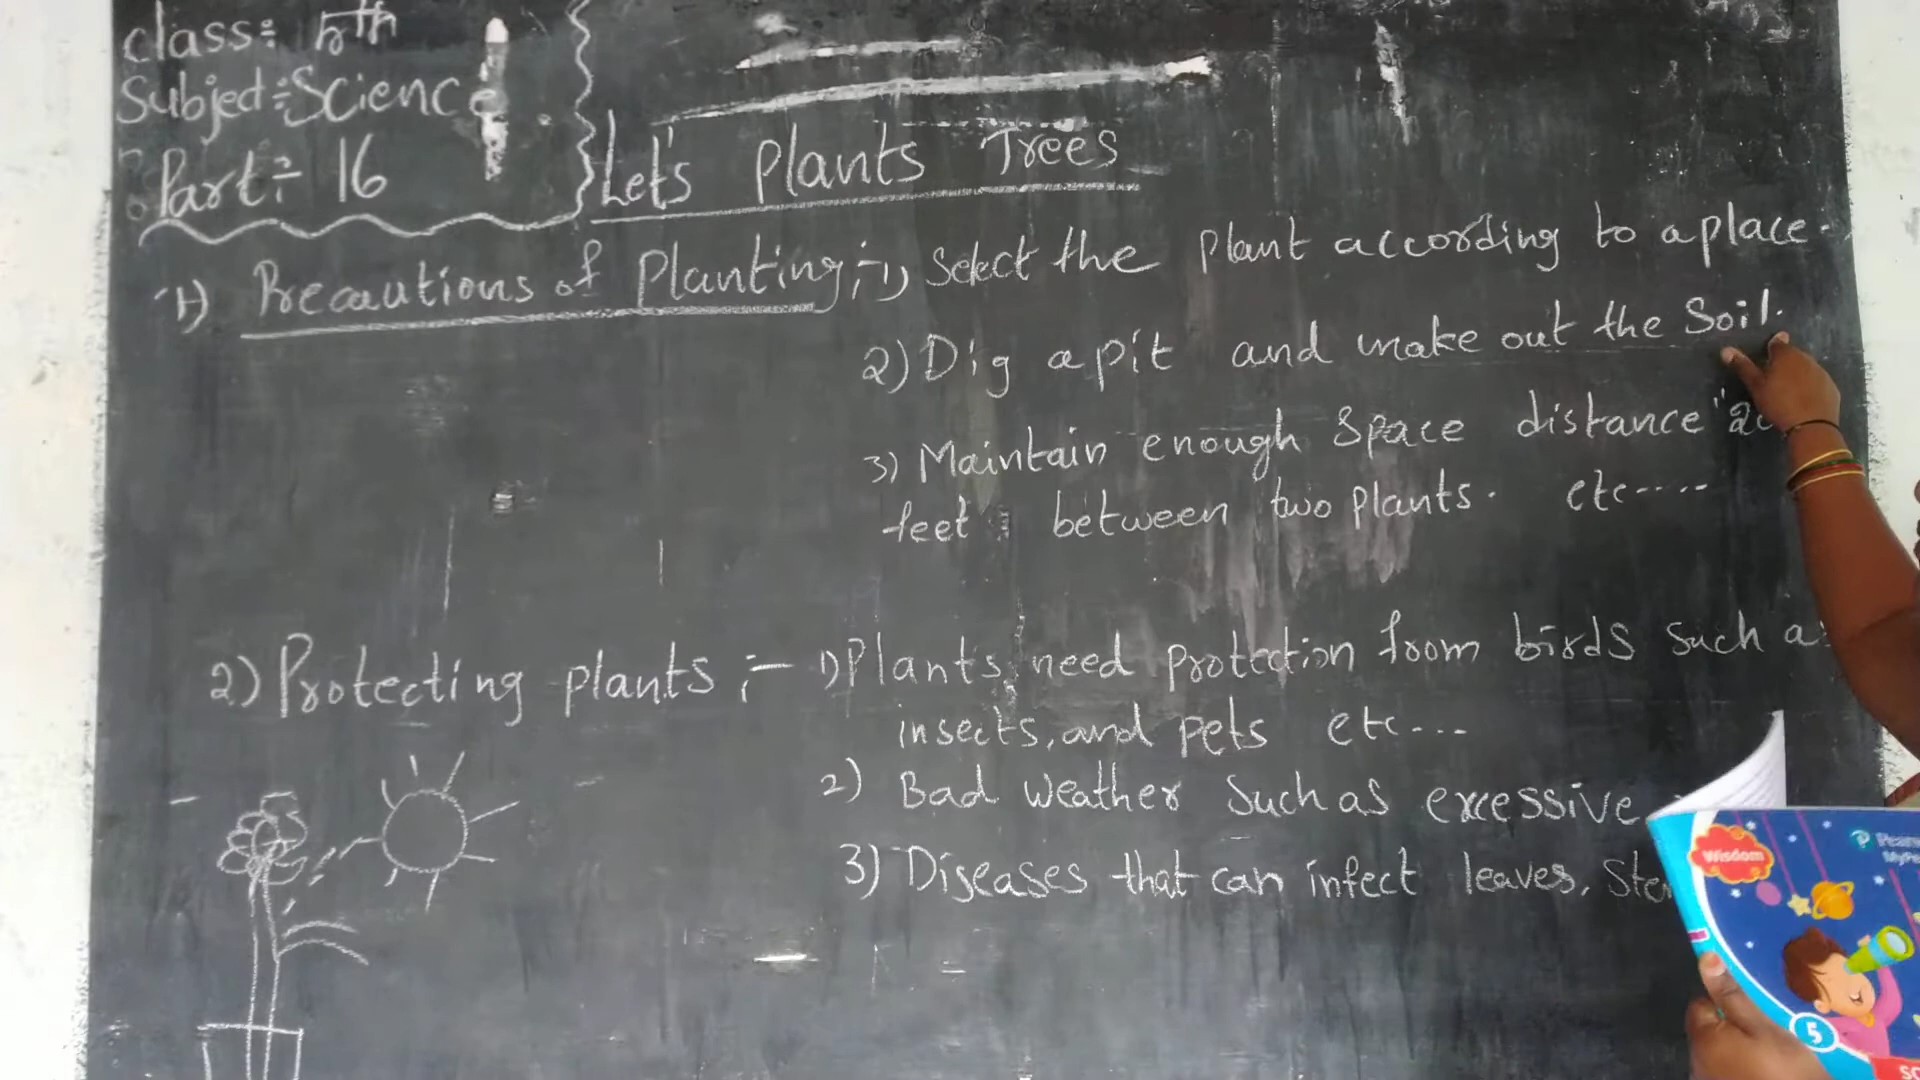 class:- 5th
Subject:- Science
Part:- 16
Let's Plants Trees
1) Precautions of Planting:- 1) Select the Plant according to a place.
2) Dig a pit and make out the Soil.
3) Maintain enough Space distance
feet between two Plants. etc.....
2) Protecting plants :- 1) Plants need Protection from birds such
insects, and pets etc...
2) Bad weather such as excessive
3) Diseases that can infect leaves,
Wisdom
5